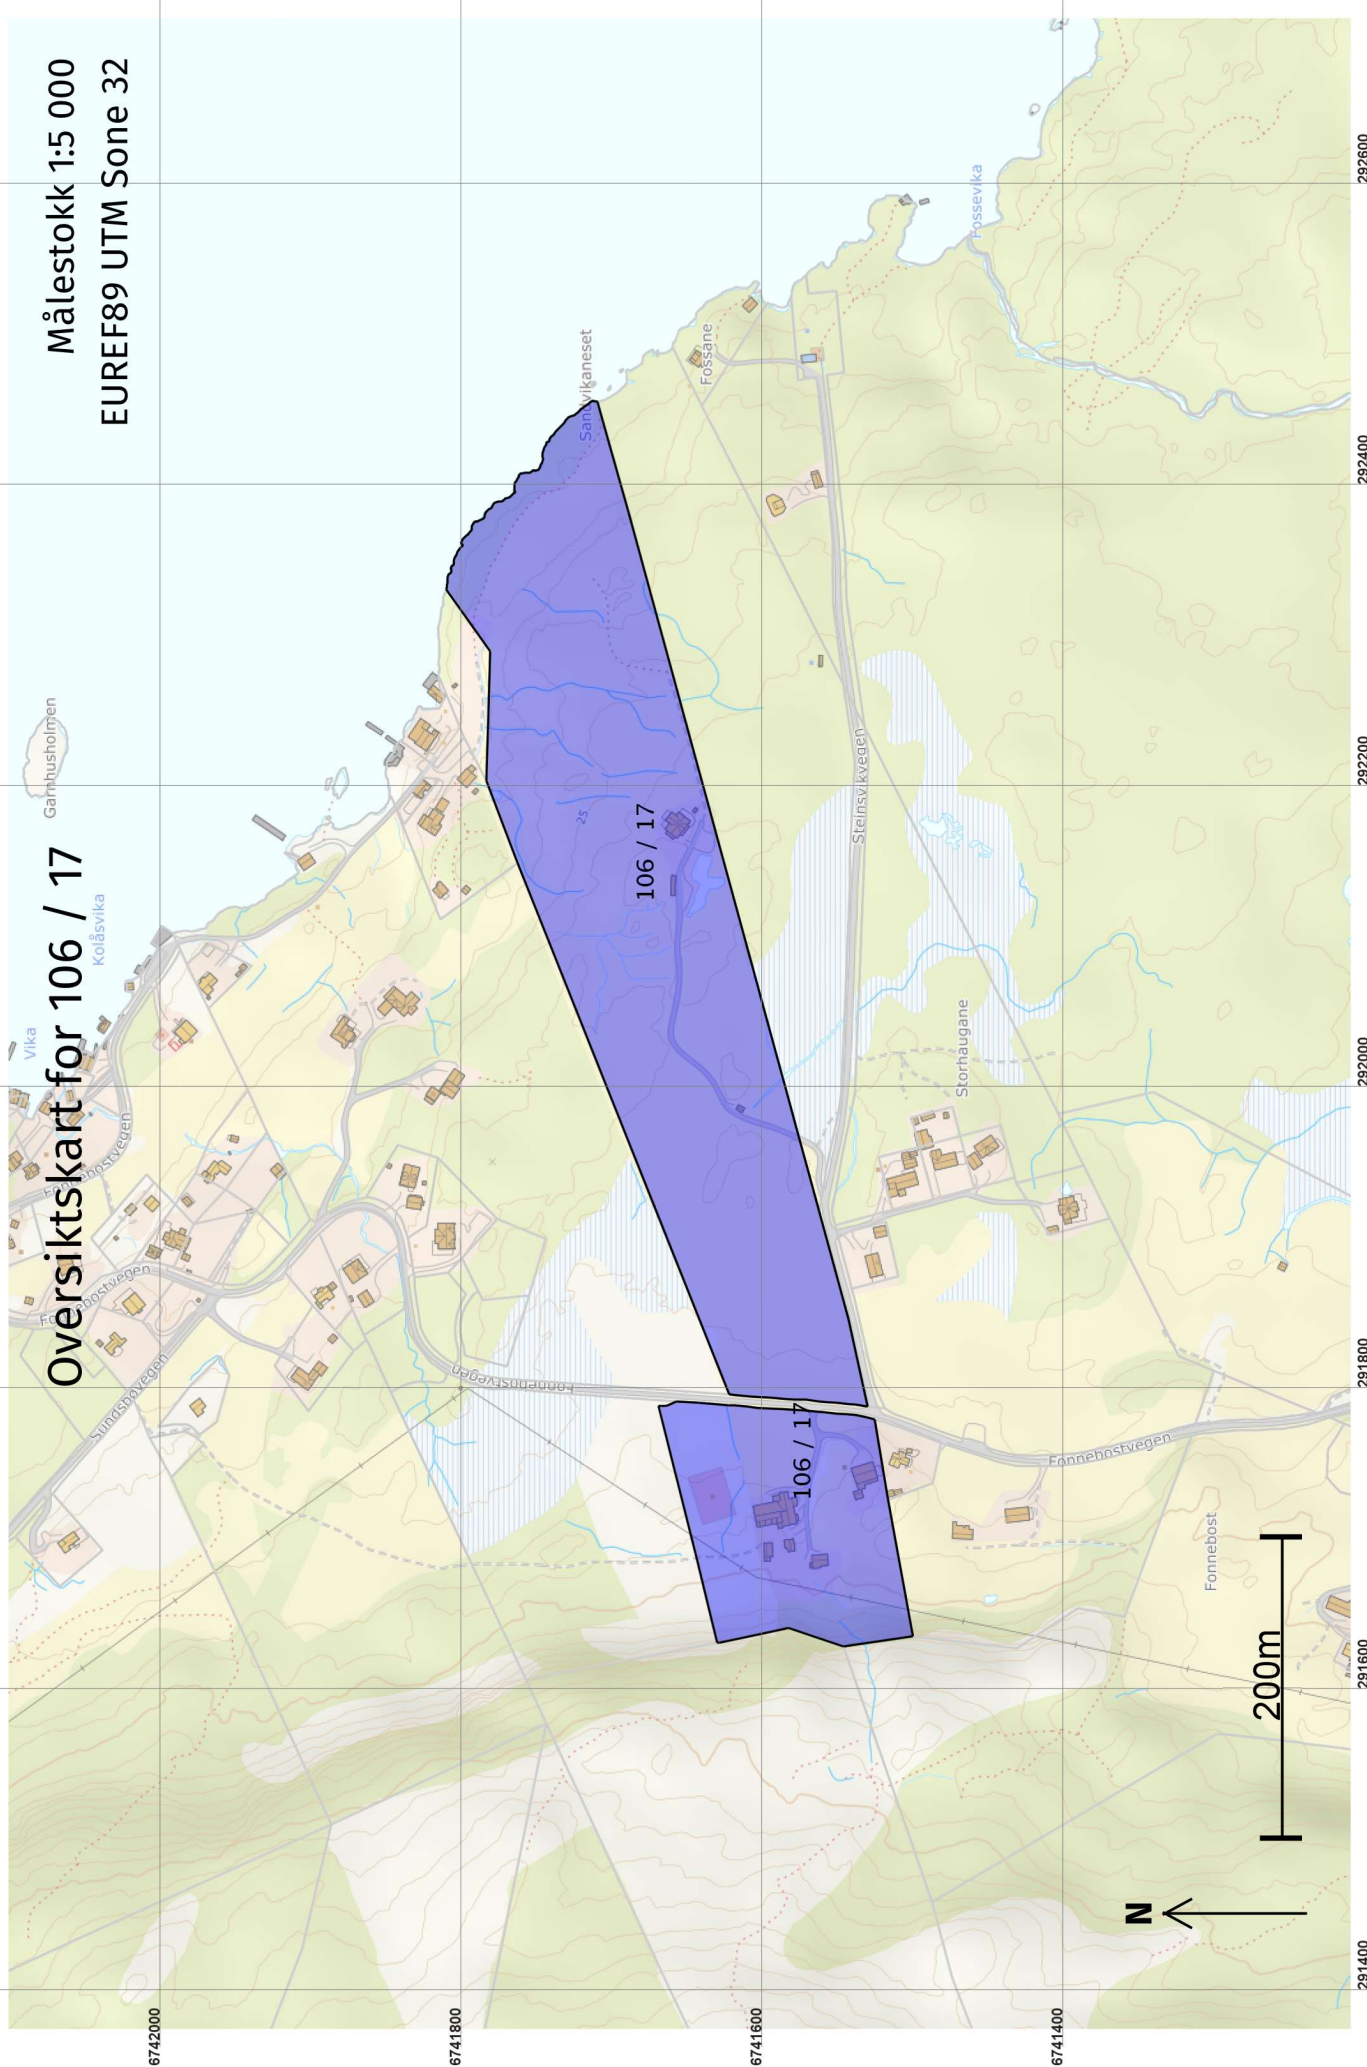 Oversiktskart for 106 / 17
Målestokk 1:5 000
EUREF89 UTM Sone 32
Vika
Kolåsvika
Garnhusholmen
Fonnebostvegen
Fonnebostvegen
Sundsbøvegen
Fonnebostvegen
Sandvikaneset
Fossane
Fossevika
25
106 / 17
106 / 17
Steinsvikvegen
Storhaugane
Fonnebostvegen
Fonnebost
200m
N
6742000
6741800
6741600
6741400
291400
291600
291800
292000
292200
292400
292600